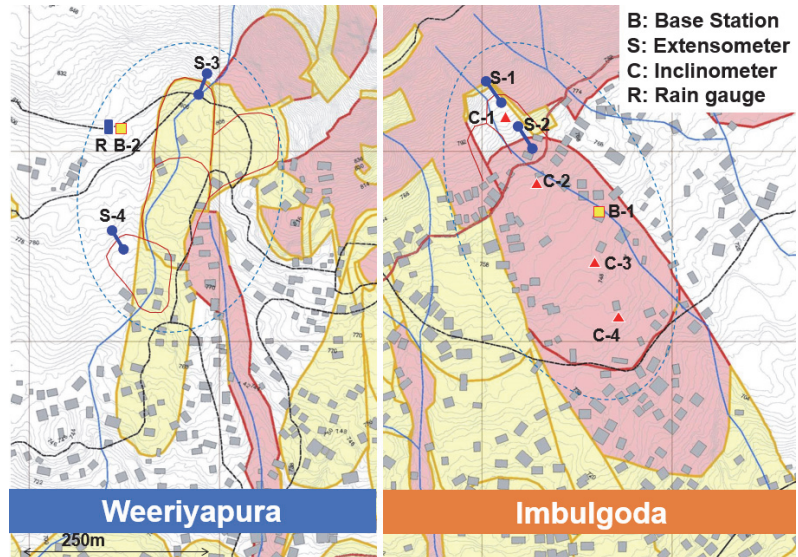 B: Base Station
S: Extensometer
C: Inclinometer
R: Rain gauge
S-3
R B-2
S-4
S-1
C-1
S-2
C-2
B-1
C-3
C-4
Weeriyapura
Imbulgoda
250m